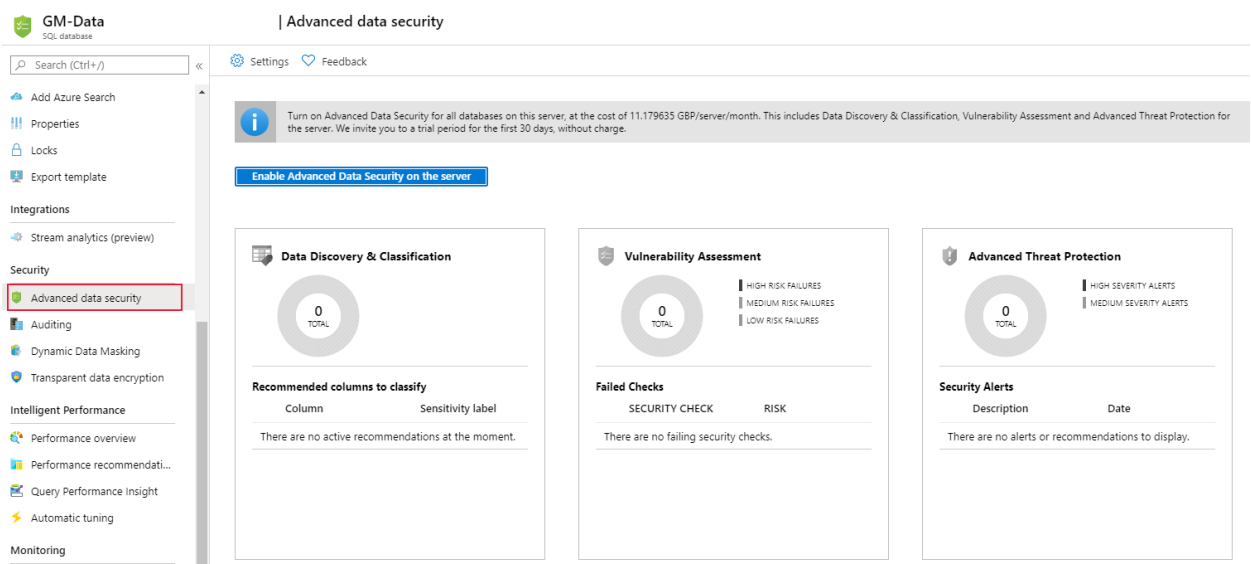 GM-Data
SQL database
| Advanced data security
Search (Ctrl+/)
«
Settings
Feedback
Add Azure Search
Properties
Locks
Export template
Integrations
Stream analytics (preview)
Security
Advanced data security
Auditing
Dynamic Data Masking
Transparent data encryption
Intelligent Performance
Performance overview
Performance recommendati...
Query Performance Insight
Automatic tuning
Monitoring
Turn on Advanced Data Security for all databases on this server, at the cost of 11.179635 GBP/server/month. This includes Data Discovery & Classification, Vulnerability Assessment and Advanced Threat Protection for
the server. We invite you to a trial period for the first 30 days, without charge.
Enable Advanced Data Security on the server
Data Discovery & Classification
0
TOTAL
Recommended columns to classify
Column Sensitivity label
There are no active recommendations at the moment.
Vulnerability Assessment
0
TOTAL
HIGH RISK FAILURES
MEDIUM RISK FAILURES
LOW RISK FAILURES
Failed Checks
SECURITY CHECK RISK
There are no failing security checks.
Advanced Threat Protection
0
TOTAL
HIGH SEVERITY ALERTS
MEDIUM SEVERITY ALERTS
Security Alerts
Description Date
There are no alerts or recommendations to display.